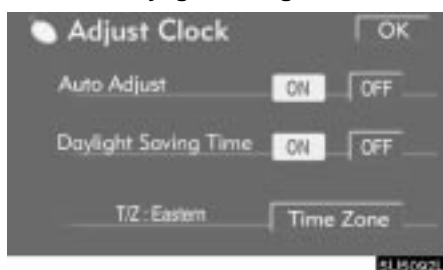 Adjust Clock OK
Auto Adjust ON OFF
Daylight Saving Time ON OFF
T/Z : Eastern Time Zone